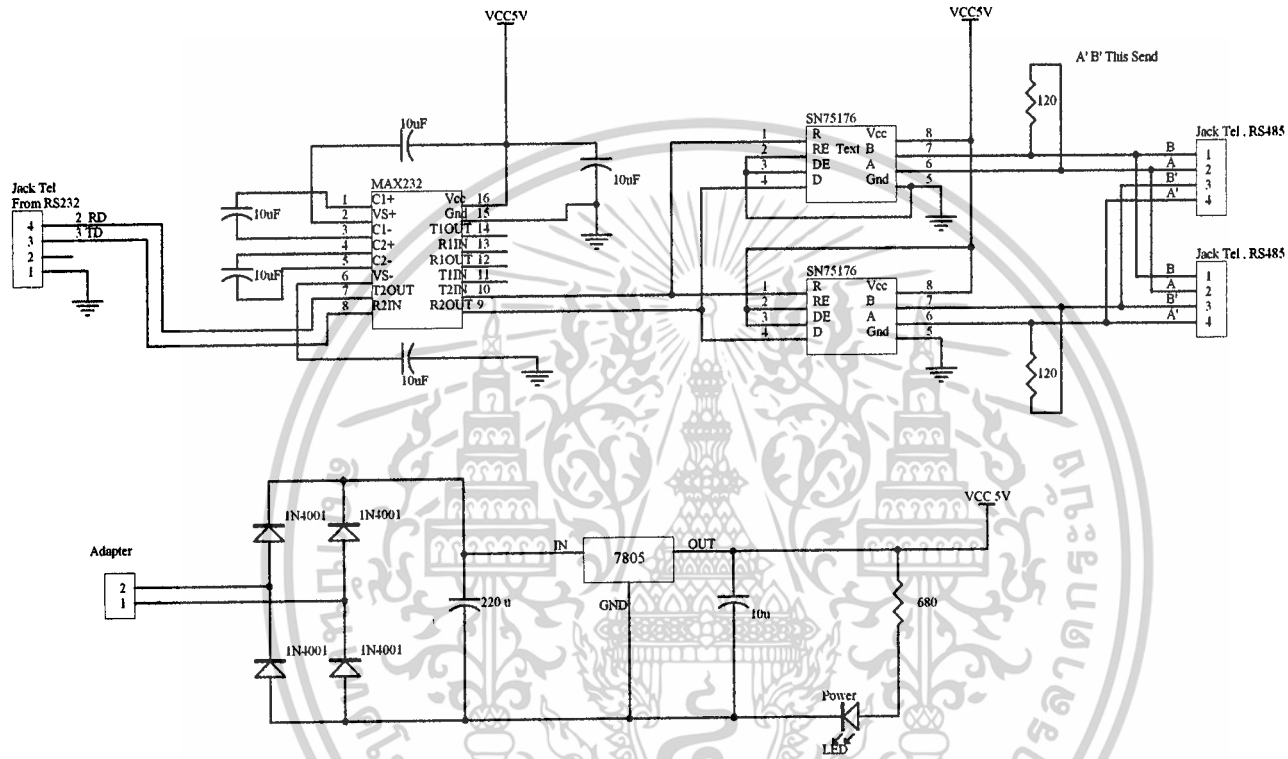 VCC5V
VCC5V
A' B' This Send
120
10uF
10uF
SN75176
1 R Vcc 8
2 RE Text B 7
3 DE A 6
4 D Gnd 5
Jack Tel . RS485
B 1
A 2
B' 3
A' 4
Jack Tel
From RS232
4 2 RD
3 3 TD
2
1
MAX232
1 C1+ Vcc 16
2 VS+ Gnd 15
3 C1- T1OUT 14
4 C2+ R1IN 13
5 C2- R1OUT 12
6 VS- T1IN 11
7 T2OUT T2IN 10
8 R2IN R2OUT 9
10uF
10uF
10uF
SN75176
1 R Vcc 8
2 RE B 7
3 DE A 6
4 D Gnd 5
120
Jack Tel . RS485
B 1
A 2
B' 3
A' 4
Adapter
2
1
1N4001
1N4001
1N4001
1N4001
220 u
IN 7805 OUT
GND
10u
VCC 5V
680
Power
LED